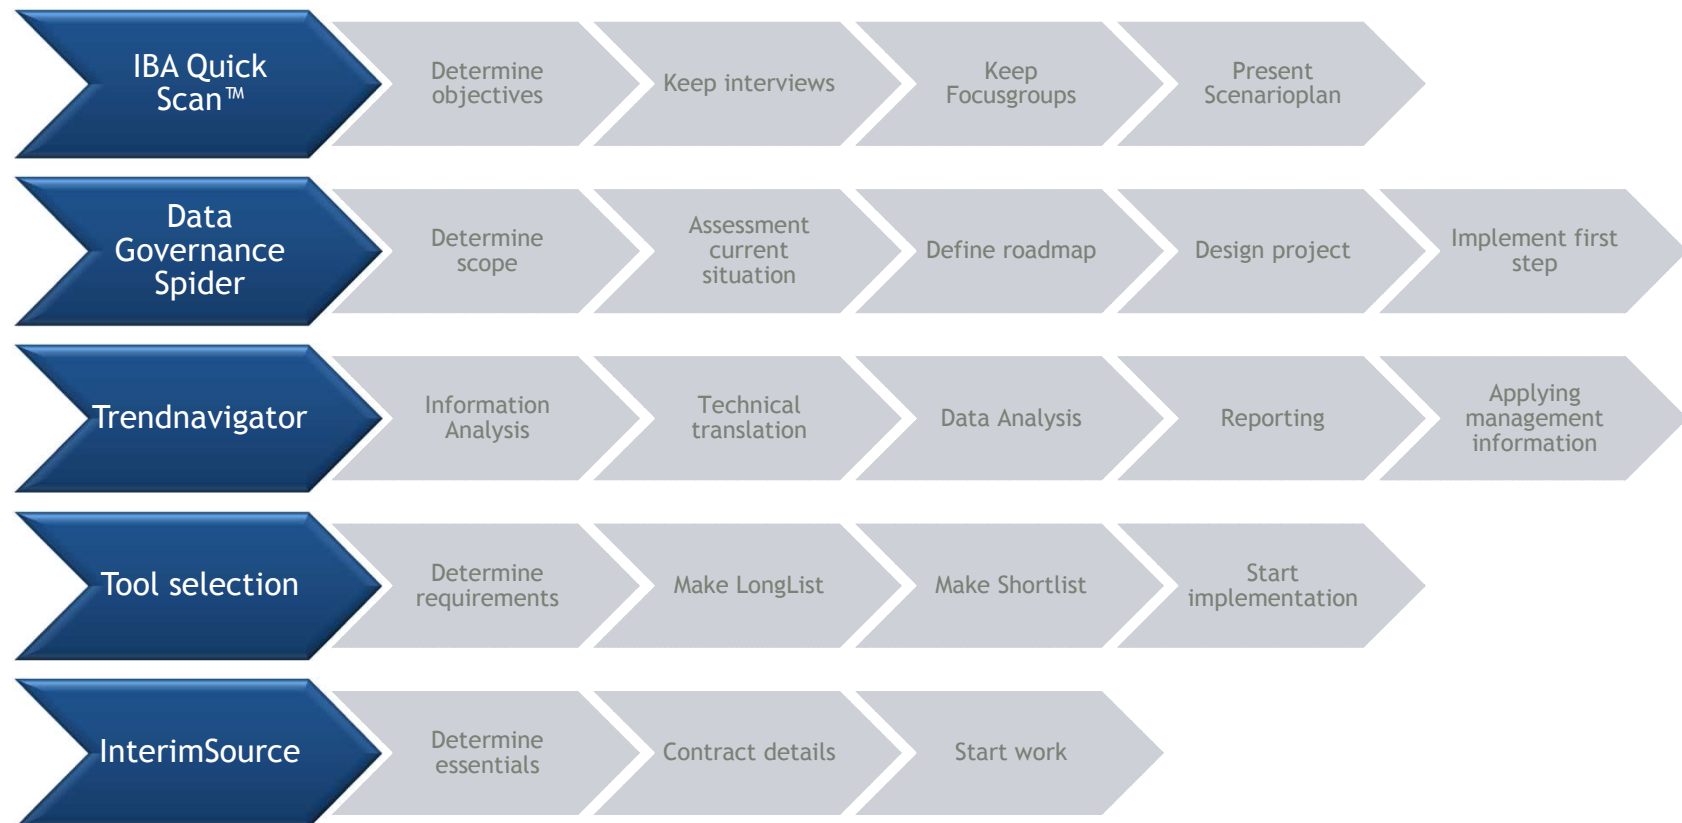 IBA Quick
Scan™
Determine
objectives
Keep interviews
Keep
Focusgroups
Present
Scenarioplan
Data
Governance
Spider
Determine
scope
Assessment
current
situation
Define roadmap
Design project
Implement first
step
Trendnavigator
Information
Analysis
Technical
translation
Data Analysis
Reporting
Applying
management
information
Tool selection
Determine
requirements
Make LongList
Make Shortlist
Start
implementation
InterimSource
Determine
essentials
Contract details
Start work